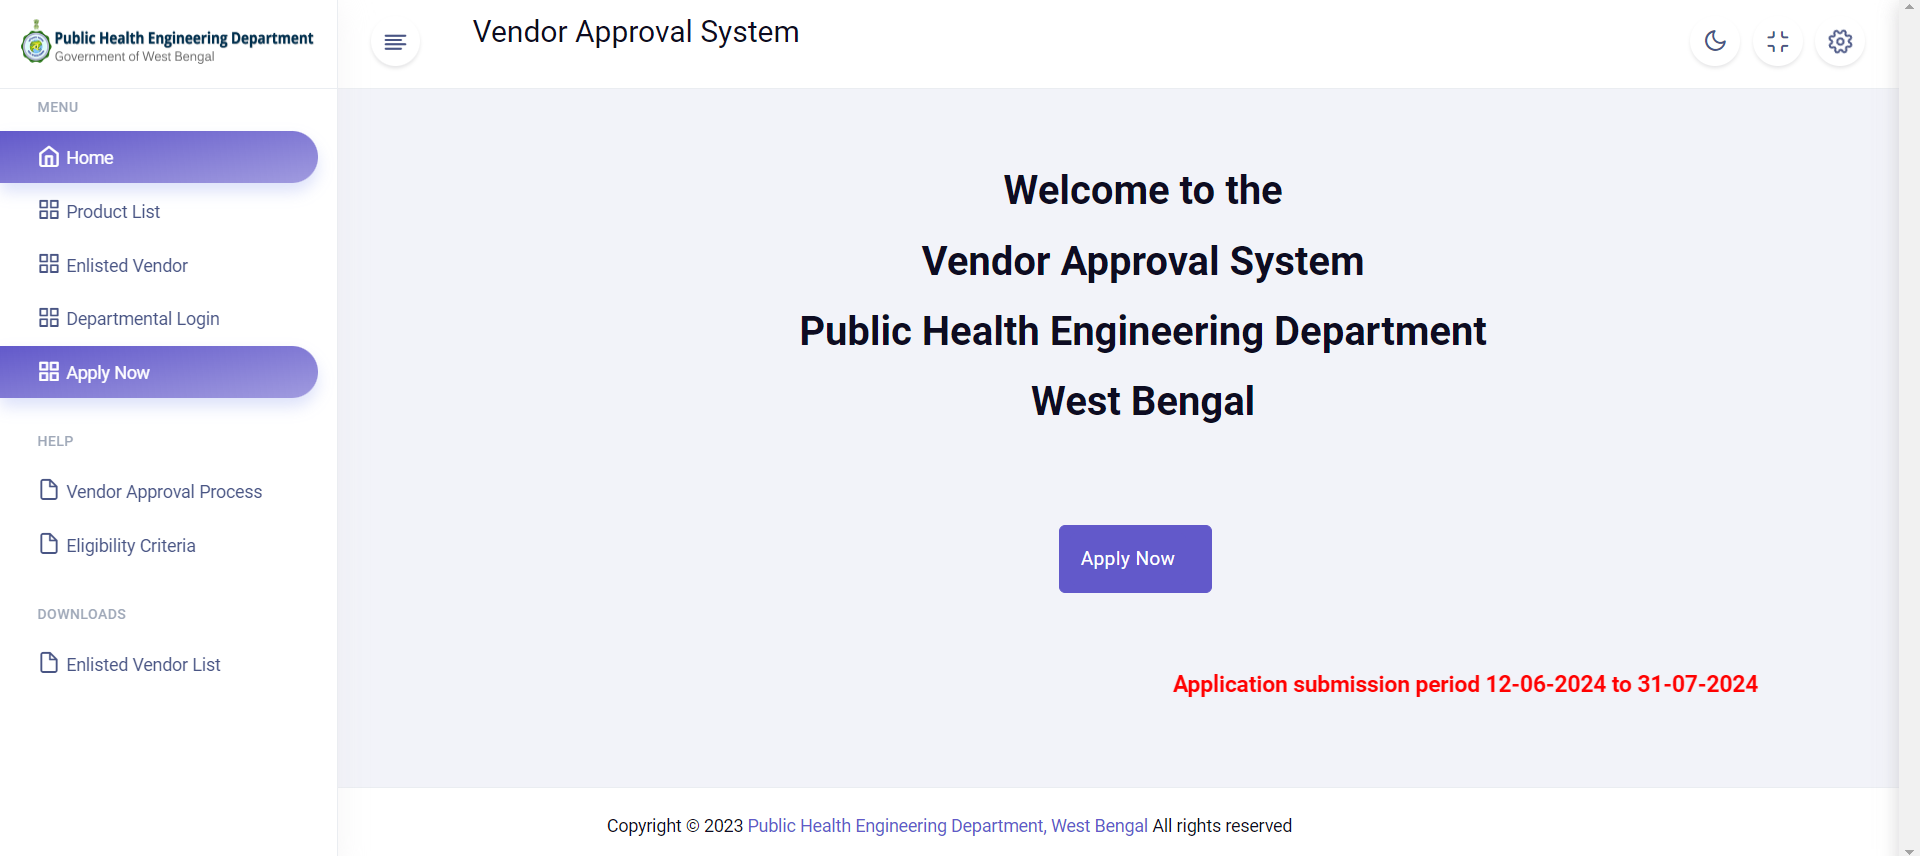 Public Health Engineering Department
Government of West Bengal
Vendor Approval System
MENU
Home
Product List
Enlisted Vendor
Departmental Login
Apply Now
HELP
Vendor Approval Process
Eligibility Criteria
DOWNLOADS
Enlisted Vendor List
Welcome to the
Vendor Approval System
Public Health Engineering Department
West Bengal
Apply Now
Application submission period 12-06-2024 to 31-07-2024
Copyright © 2023 Public Health Engineering Department, West Bengal All rights reserved